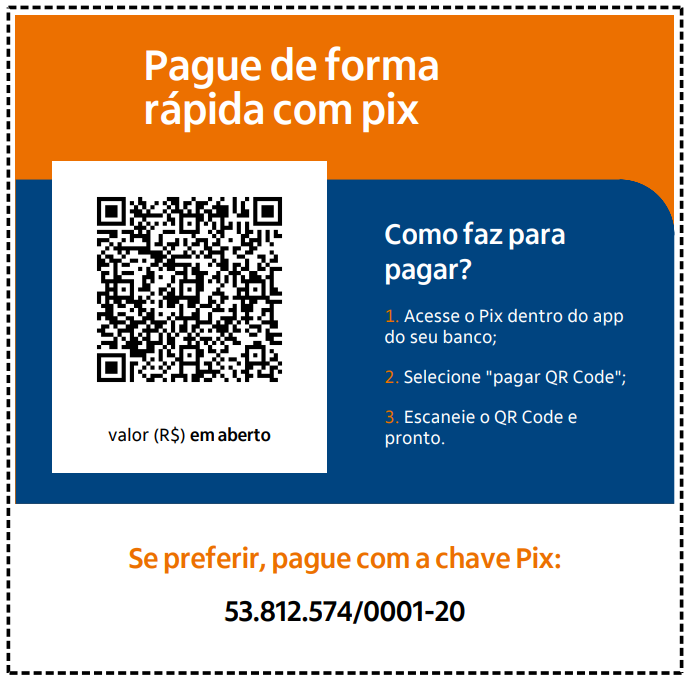 Pague de forma
rápida com pix
valor (R$) em aberto
Como faz para
pagar?
1. Acesse o Pix dentro do app
do seu banco;
2. Selecione "pagar QR Code";
3. Escaneie o QR Code e
pronto.
Se preferir, pague com a chave Pix:
53.812.574/0001-20